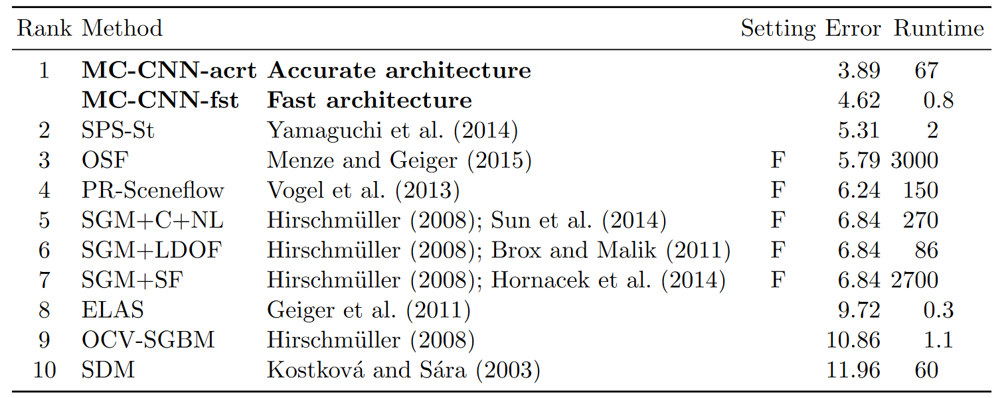 Rank Method Setting Error Runtime
1 MC-CNN-acrt Accurate architecture 3.89 67
MC-CNN-fst Fast architecture 4.62 0.8
2 SPS-St Yamaguchi et al. (2014) 5.31 2
3 OSF Menze and Geiger (2015) F 5.79 3000
4 PR-Sceneflow Vogel et al. (2013) F 6.24 150
5 SGM+C+NL Hirschmüller (2008); Sun et al. (2014) F 6.84 270
6 SGM+LDOF Hirschmüller (2008); Brox and Malik (2011) F 6.84 86
7 SGM+SF Hirschmüller (2008); Hornacek et al. (2014) F 6.84 2700
8 ELAS Geiger et al. (2011) 9.72 0.3
9 OCV-SGBM Hirschmüller (2008) 10.86 1.1
10 SDM Kostková and Sára (2003) 11.96 60